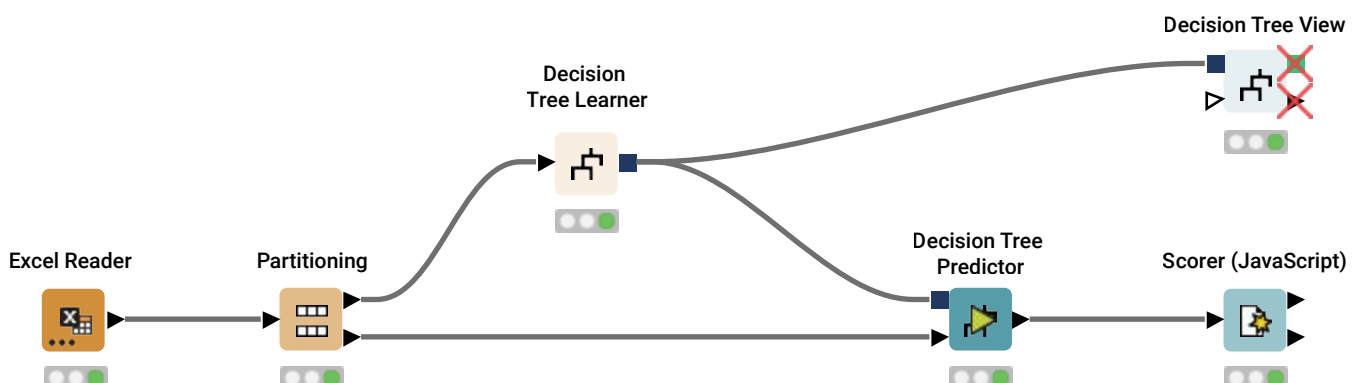 Decision Tree View
Decision
Tree Learner
Decision Tree
Predictor
Excel Reader
Partitioning
Scorer (JavaScript)
X